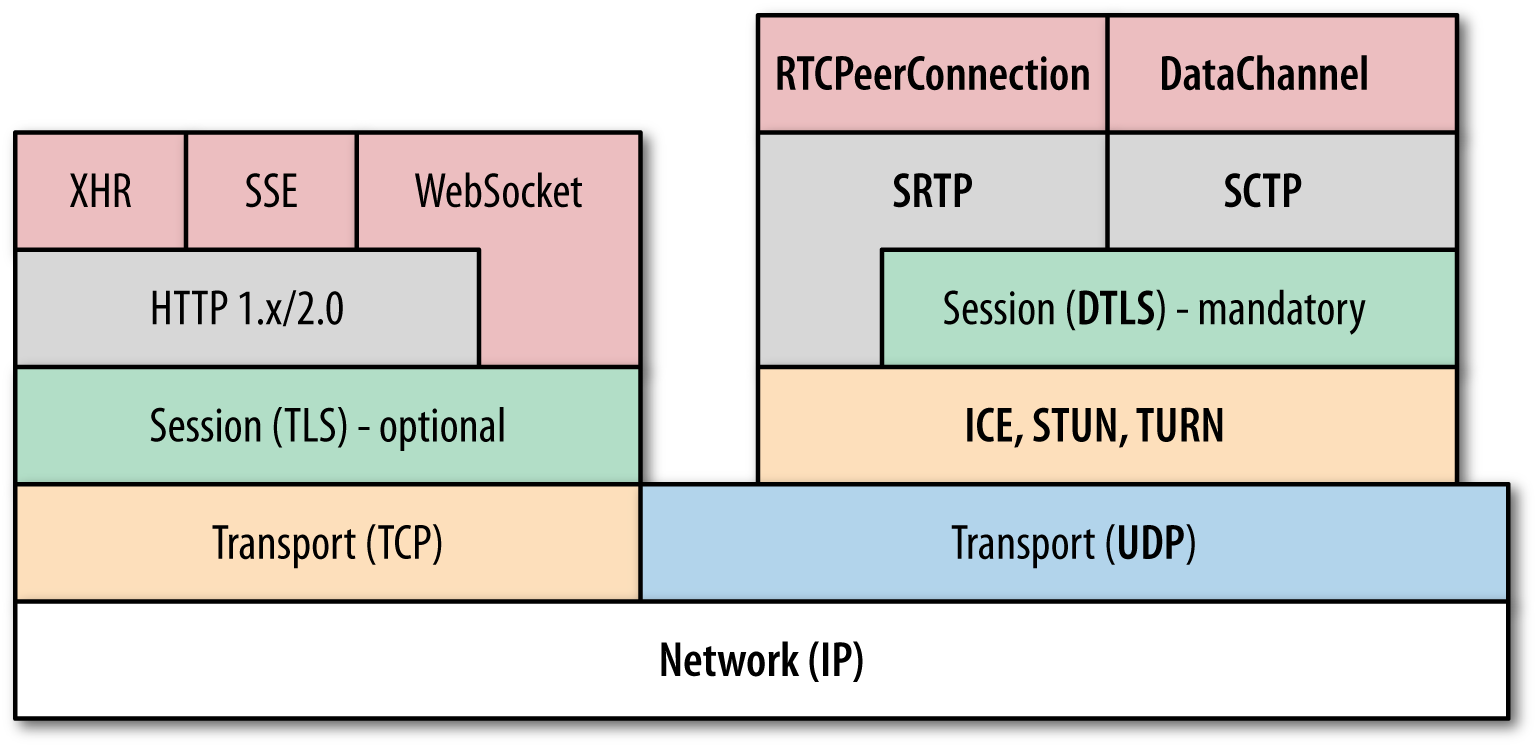 RTCPeerConnection
DataChannel
XHR
SSE
WebSocket
SRTP
SCTP
HTTP 1.x/2.0
Session (DTLS) - mandatory
Session (TLS) - optional
ICE, STUN, TURN
Transport (TCP)
Transport (UDP)
Network (IP)